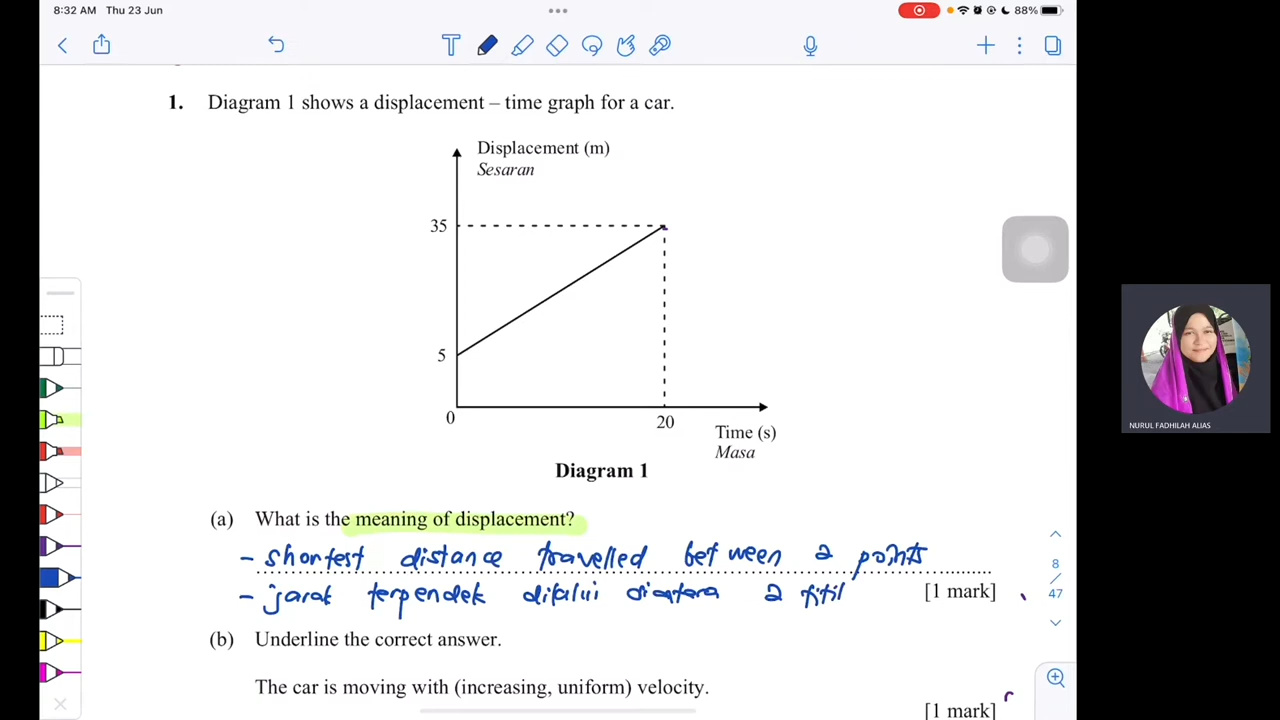 8:32 AM Thu 23 Jun
88%
1. Diagram 1 shows a displacement – time graph for a car.
Displacement (m)
Sesaran
35
5
0
20
Time (s)
Masa
Diagram 1
(a) What is the meaning of displacement?
- shortest distance travelled between 2 points
- jarak terpendek dilalui diantara 2 titik
[1 mark]
8
/
47
(b) Underline the correct answer.
The car is moving with (increasing, uniform) velocity.
[1 mark]
NURUL FADHILAH ALIAS